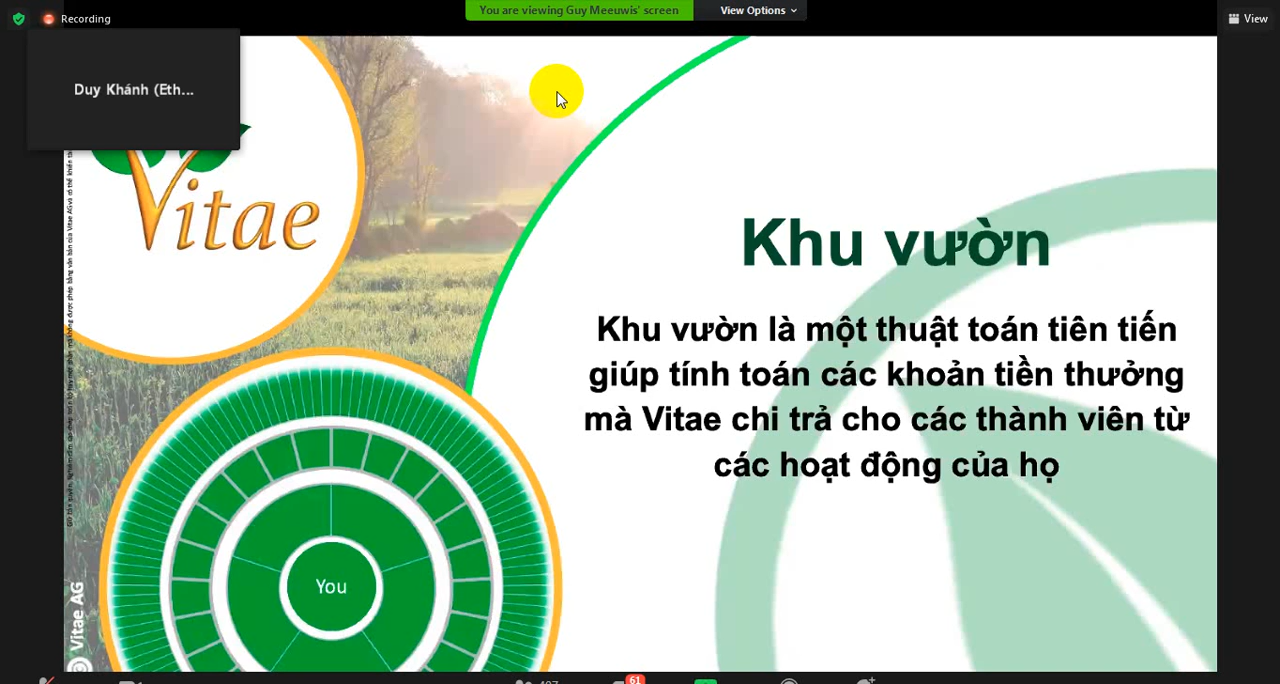 You are viewing Guy Meeuwis' screen
View Options
Recording
View
Duy Khánh (Eth...
Vitae
Khu vườn
Khu vườn là một thuật toán tiên tiến
giúp tính toán các khoản tiền thưởng
mà Vitae chi trả cho các thành viên từ
các hoạt động của họ
You
© Vitae AG
61